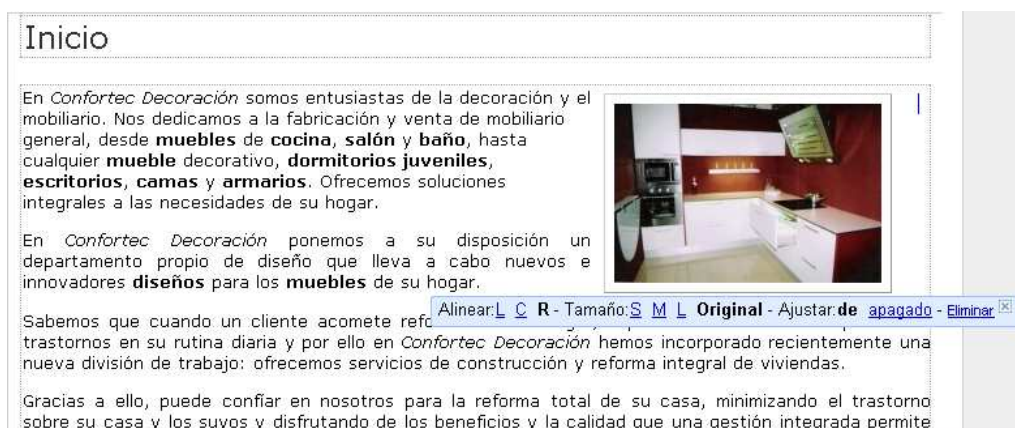 Inicio
En Confortec Decoración somos entusiastas de la decoración y el
mobiliario. Nos dedicamos a la fabricación y venta de mobiliario
general, desde muebles de cocina, salón y baño, hasta
cualquier mueble decorativo, dormitorios juveniles,
escritorios, camas y armarios. Ofrecemos soluciones
integrales a las necesidades de su hogar.
En Confortec Decoración ponemos a su disposición un
departamento propio de diseño que lleva a cabo nuevos e
innovadores diseños para los muebles de su hogar.
Alinear:L C R - Tamaño:S M L Original - Ajustar:de apagado - Eliminar
Sabemos que cuando un cliente acomete
trastornos en su rutina diaria y por ello en Confortec Decoración hemos incorporado recientemente una
nueva división de trabajo: ofrecemos servicios de construcción y reforma integral de viviendas.
Gracias a ello, puede confíar en nosotros para la reforma total de su casa, minimizando el trastorno
sobre su casa y los suyos y disfrutando de los beneficios y la calidad que una gestión integrada permite